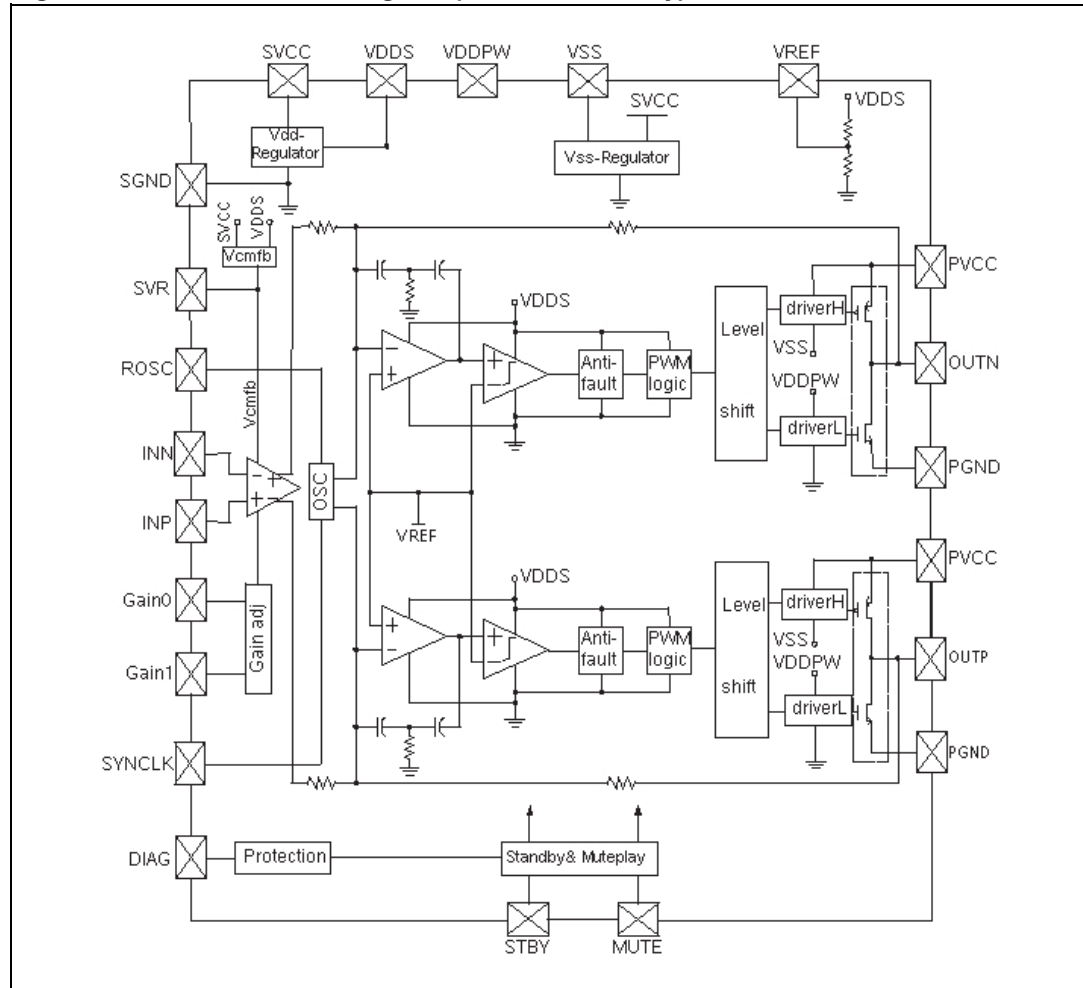 SVCC VDDS VDDPW VSS VREF
SVCC
VDDS
Vdd-
Regulator
Vss-Regulator
SGND
SVCC
VDDS
Vcmfb
SVR
PVCC
VDDS
driverH
Level
shift
VSS
VDDPW
driverL
Anti-
fault
PWM
logic
ROSC
OUTN
Vcmfb
INN
PGND
OSC
INP
VREF
PVCC
VDDS
Level
shift
driverH
VSS
VDDPW
driverL
Anti-
fault
PWM
logic
Gain0
Gain adj
Gain1
OUTP
SYNCLK
PGND
DIAG
Protection
Standby& Muteplay
STBY
MUTE